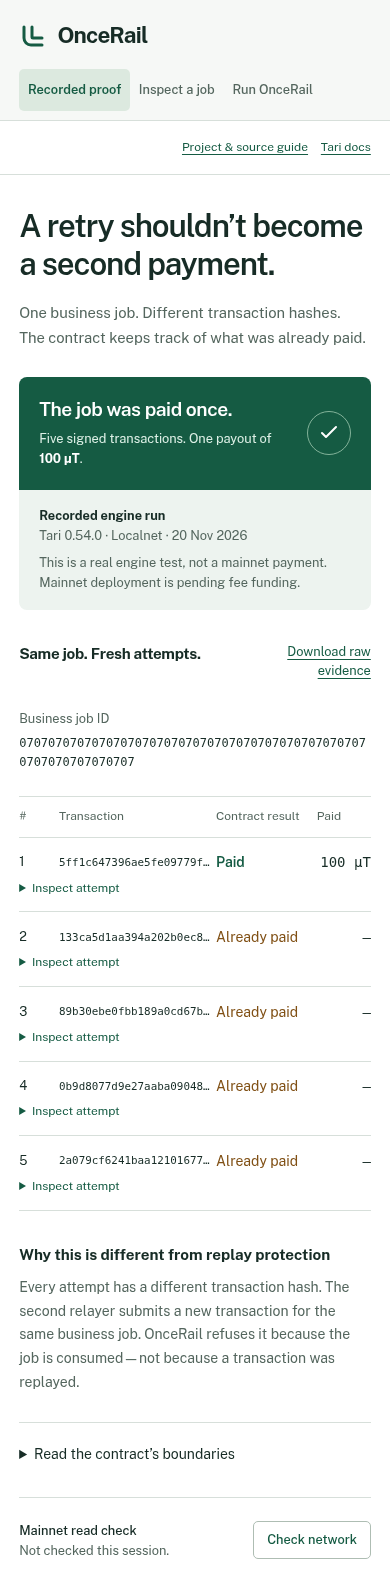 OnceRail
Recorded proof Inspect a job Run OnceRail
Project & source guide Tari docs
A retry shouldn’t become
a second payment.
One business job. Different transaction hashes.
The contract keeps track of what was already paid.
The job was paid once.
Five signed transactions. One payout of
100 µT.
Recorded engine run
Tari 0.54.0 · Localnet · 20 Nov 2026
This is a real engine test, not a mainnet payment.
Mainnet deployment is pending fee funding.
Same job. Fresh attempts.
Download raw
evidence
Business job ID
0707070707070707070707070707070707070707070707070
707070707070707
# Transaction Contract result Paid
1 5ff1c647396ae5fe09779f… Paid 100 µT
▶ Inspect attempt
2 133ca5d1aa394a202b0ec8… Already paid —
▶ Inspect attempt
3 89b30ebe0fbb189a0cd67b… Already paid —
▶ Inspect attempt
4 0b9d8077d9e27aaba09048… Already paid —
▶ Inspect attempt
5 2a079cf6241baa12101677… Already paid —
▶ Inspect attempt
Why this is different from replay protection
Every attempt has a different transaction hash. The
second relayer submits a new transaction for the
same business job. OnceRail refuses it because the
job is consumed—not because a transaction was
replayed.
▶ Read the contract’s boundaries
Mainnet read check
Not checked this session.
Check network